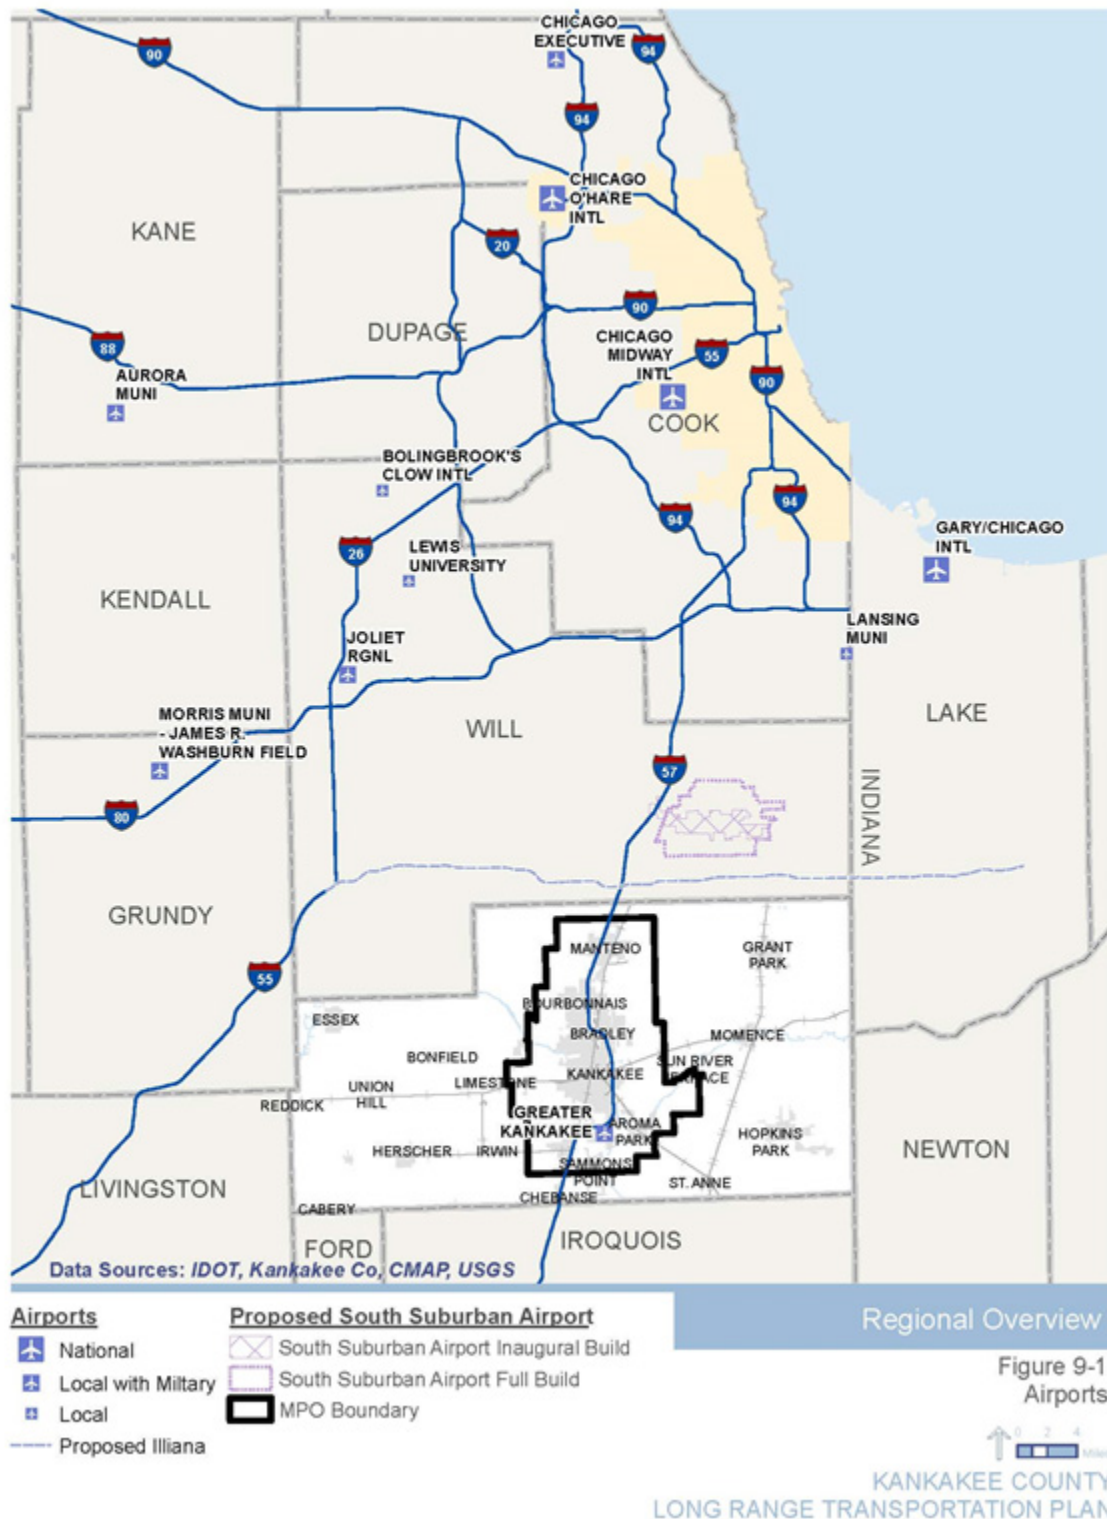 CHICAGO
EXECUTIVE
90
94
94
CHICAGO
O'HARE
INTL
KANE
20
90
DUPAGE
CHICAGO
MIDWAY
INTL
55
88
AURORA
MUNI
90
COOK
BOLINGBROOK'S
CLOW INTL
94
94
GARY/CHICAGO
INTL
26
LEWIS
UNIVERSITY
KENDALL
LANSING
MUNI
JOLIET
RGNL
MORRIS MUNI
- JAMES R.
WASHBURN FIELD
WILL
LAKE
57
INDIANA
80
GRUNDY
55
MANTENO
GRANT
PARK
BOURBONNAIS
ESSEX
BRADLEY
MOMENCE
BONFIELD
SUN RIVER
TERRACE
KANKAKEE
LIMESTONE
UNION
HILL
REDDICK
GREATER
KANKAKEE
AROMA
PARK
HOPKINS
PARK
HERSCHER
IRWIN
NEWTON
SAMMONS
POINT
ST. ANNE
LIVINGSTON
CHEBANSE
CABERY
FORD
IROQUOIS
Data Sources: IDOT, Kankakee Co, CMAP, USGS
Airports
National
Local with Miltary
Local
Proposed Illiana
Proposed South Suburban Airport
South Suburban Airport Inaugural Build
South Suburban Airport Full Build
MPO Boundary
Regional Overview
Figure 9-1
Airports
0 2 4
Miles
KANKAKEE COUNTY
LONG RANGE TRANSPORTATION PLAN